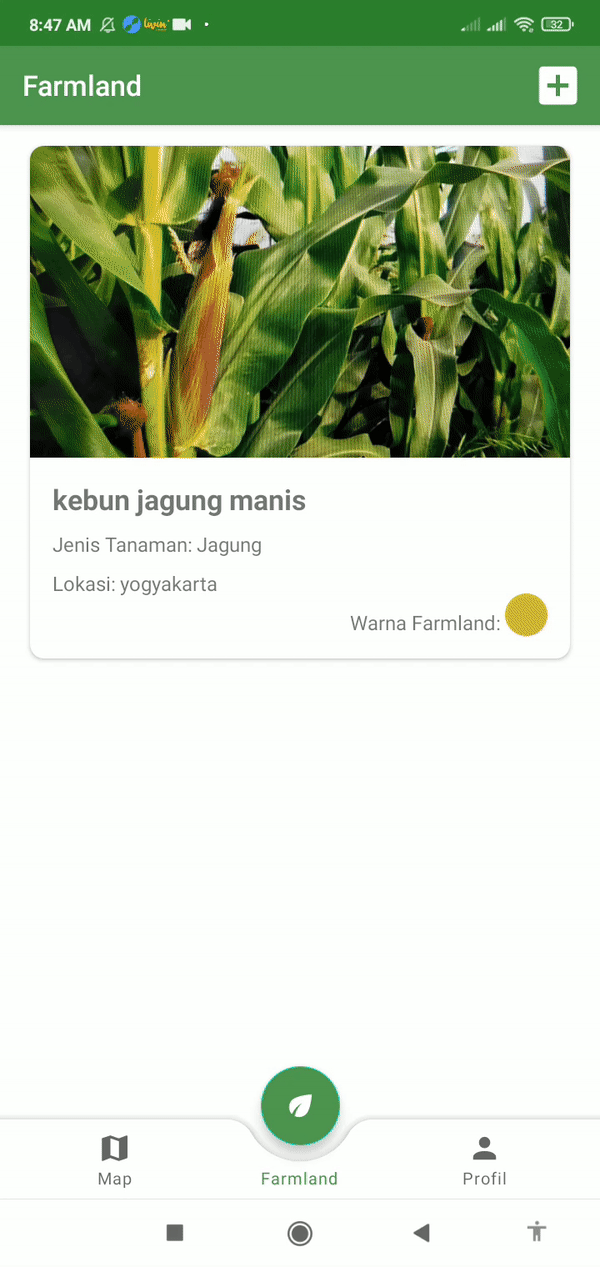 8:47 AM livin' 32
Farmland
kebun jagung manis
Jenis Tanaman: Jagung
Lokasi: yogyakarta
Warna Farmland:
Map Farmland Profil